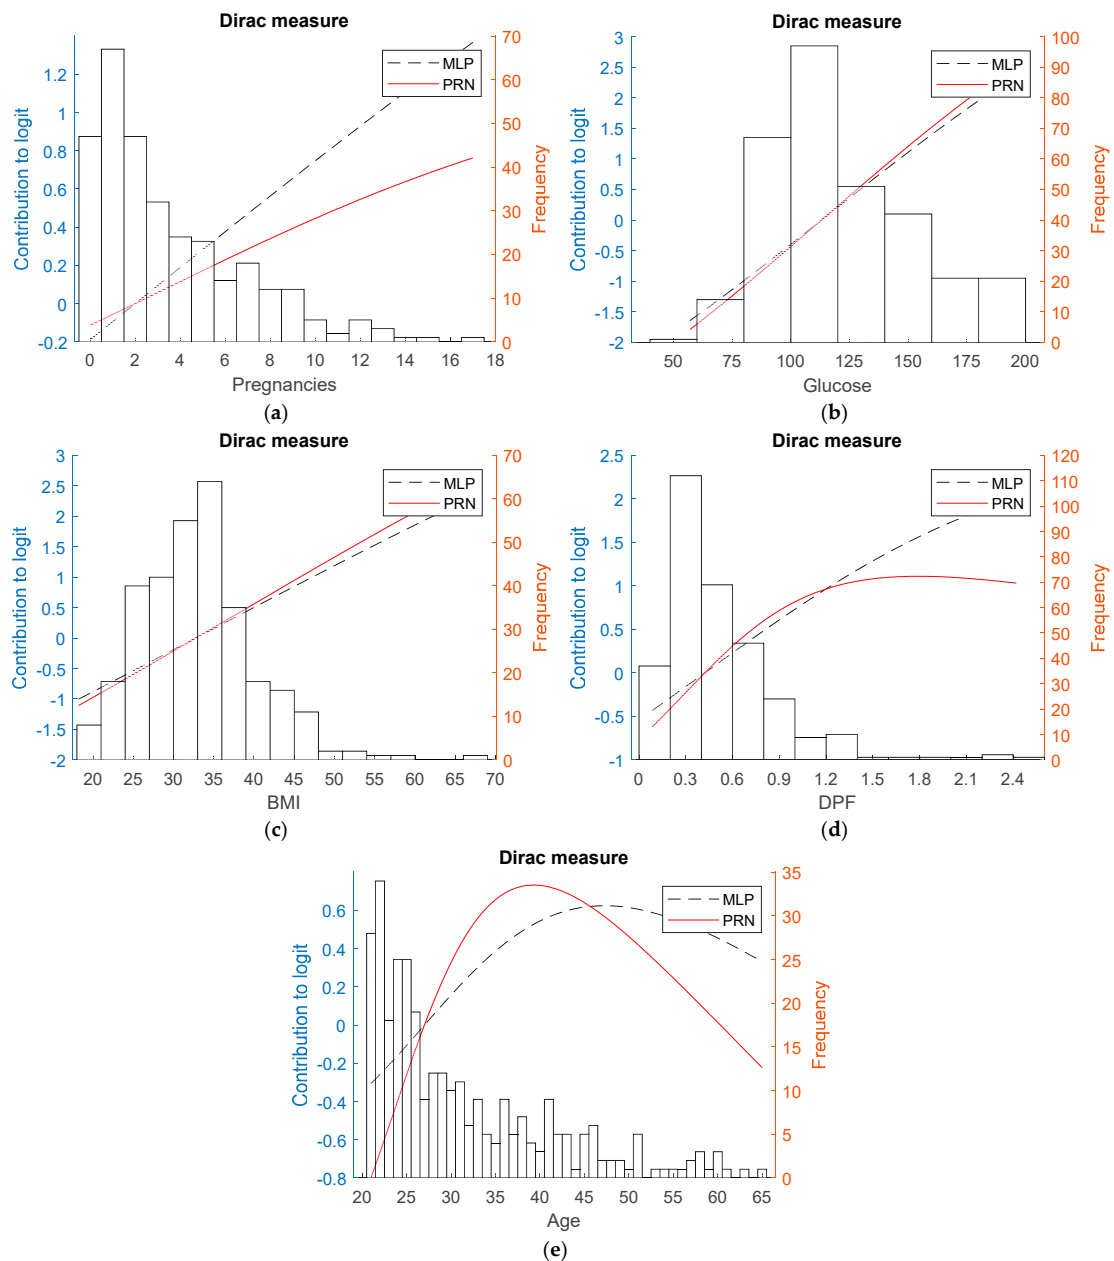 Dirac measure
MLP
PRN
1.2
1
0.8
0.6
0.4
0.2
0
-0.2
Contribution to logit
70
60
50
40
30
20
10
0
Frequency
0 2 4 6 8 10 12 14 16 18
Pregnancies
(a)
Dirac measure
MLP
PRN
3
2.5
2
1.5
1
0.5
0
-0.5
-1
-1.5
-2
Contribution to logit
100
90
80
70
60
50
40
30
20
10
0
Frequency
50 75 100 125 150 175 200
Glucose
(b)
Dirac measure
MLP
PRN
3
2.5
2
1.5
1
0.5
0
-0.5
-1
-1.5
-2
Contribution to logit
70
60
50
40
30
20
10
0
Frequency
20 25 30 35 40 45 50 55 60 65 70
BMI
(c)
Dirac measure
MLP
PRN
2.5
2
1.5
1
0.5
0
-0.5
-1
Contribution to logit
120
110
100
90
80
70
60
50
40
30
20
10
0
Frequency
0 0.3 0.6 0.9 1.2 1.5 1.8 2.1 2.4
DPF
(d)
Dirac measure
MLP
PRN
0.6
0.4
0.2
0
-0.2
-0.4
-0.6
-0.8
Contribution to logit
35
30
25
20
15
10
5
0
Frequency
20 25 30 35 40 45 50 55 60 65
Age
(e)